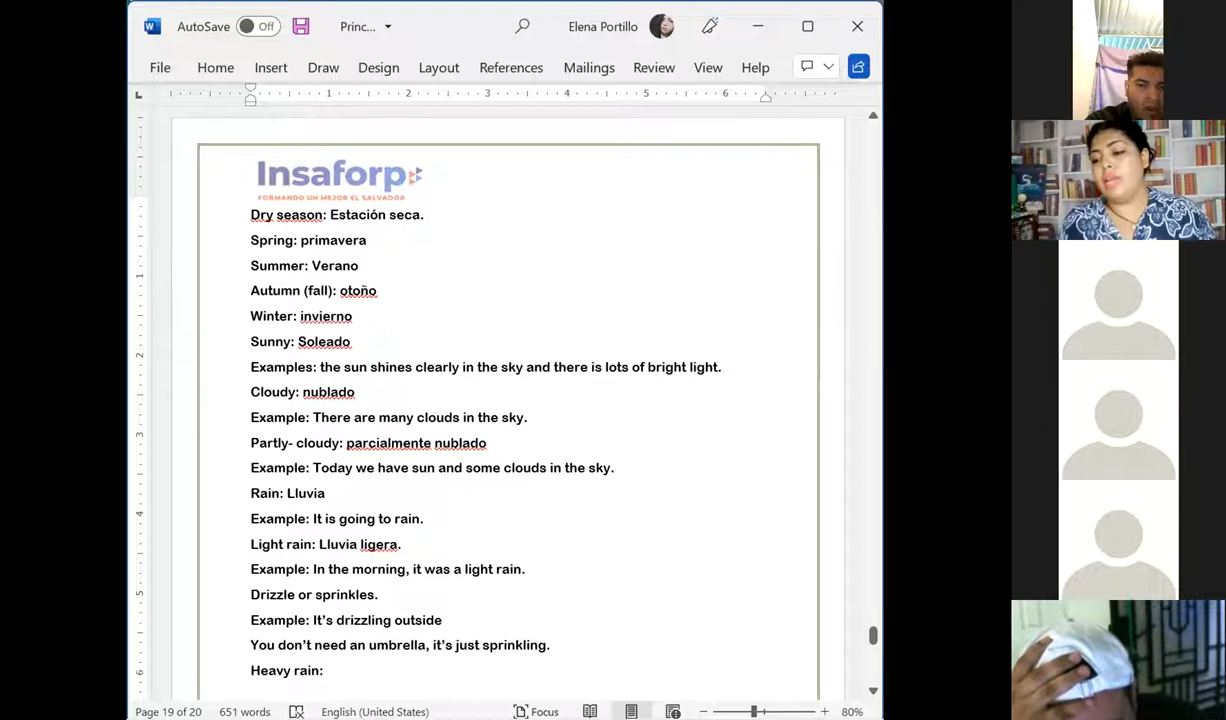 AutoSave Off Princ... Elena Portillo
File Home Insert Draw Design Layout References Mailings Review View Help
1 2 3 4 5 6
Insaforp
FORMANDO UN MEJOR EL SALVADOR
Dry season: Estación seca.
Spring: primavera
Summer: Verano
Autumn (fall): otoño
Winter: invierno
Sunny: Soleado
Examples: the sun shines clearly in the sky and there is lots of bright light.
Cloudy: nublado
Example: There are many clouds in the sky.
Partly- cloudy: parcialmente nublado
Example: Today we have sun and some clouds in the sky.
Rain: Lluvia
Example: It is going to rain.
Light rain: Lluvia ligera.
Example: In the morning, it was a light rain.
Drizzle or sprinkles.
Example: It’s drizzling outside
You don’t need an umbrella, it’s just sprinkling.
Heavy rain:
Page 19 of 20 651 words English (United States) Focus 80%